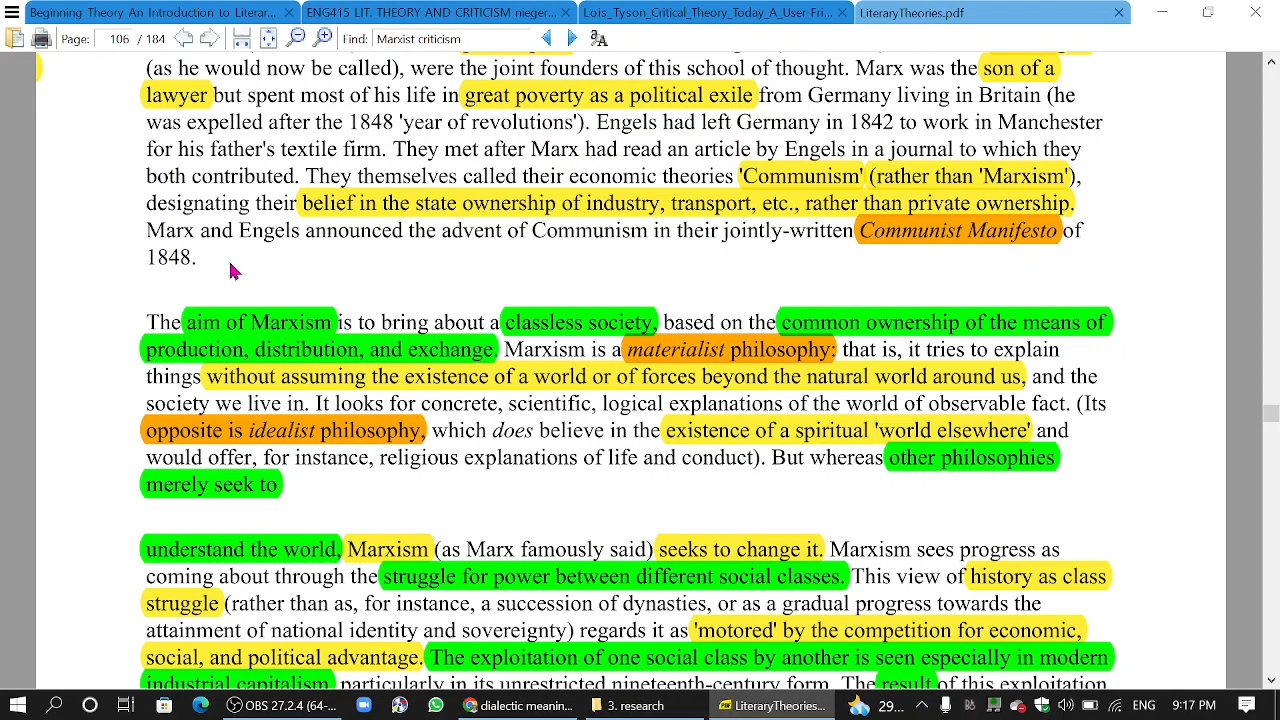 Beginning Theory An Introduction to Literar...
ENG415 LIT. THEORY AND CRITICISM nieger...
Lois_Tyson_Critical_Theory_Today_A_User-Fri...
LiteraryTheories.pdf
Page: 106 / 184
Find: Marxist criticism
(as he would now be called), were the joint founders of this school of thought. Marx was the son of a
lawyer but spent most of his life in great poverty as a political exile from Germany living in Britain (he
was expelled after the 1848 'year of revolutions'). Engels had left Germany in 1842 to work in Manchester
for his father's textile firm. They met after Marx had read an article by Engels in a journal to which they
both contributed. They themselves called their economic theories 'Communism' (rather than 'Marxism'),
designating their belief in the state ownership of industry, transport, etc., rather than private ownership.
Marx and Engels announced the advent of Communism in their jointly-written Communist Manifesto of
1848.
The aim of Marxism is to bring about a classless society, based on the common ownership of the means of
production, distribution, and exchange. Marxism is a materialist philosophy: that is, it tries to explain
things without assuming the existence of a world or of forces beyond the natural world around us, and the
society we live in. It looks for concrete, scientific, logical explanations of the world of observable fact. (Its
opposite is idealist philosophy, which does believe in the existence of a spiritual 'world elsewhere' and
would offer, for instance, religious explanations of life and conduct). But whereas other philosophies
merely seek to
understand the world, Marxism (as Marx famously said) seeks to change it. Marxism sees progress as
coming about through the struggle for power between different social classes. This view of history as class
struggle (rather than as, for instance, a succession of dynasties, or as a gradual progress towards the
attainment of national identity and sovereignty) regards it as 'motored' by the competition for economic,
social, and political advantage. The exploitation of one social class by another is seen especially in modern
industrial capitalism particularly in its unrestricted nineteenth-century form. The result of this exploitation
OBS 27.2.4 (64-...
dialectic meanin...
3. research
LiteraryTheories....
29...
ENG
9:17 PM